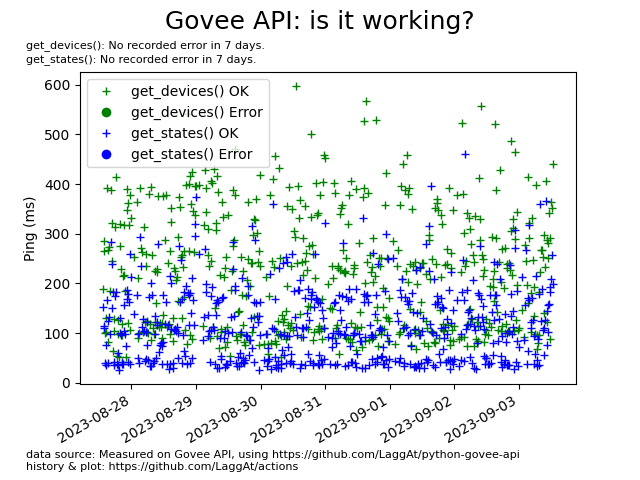 Govee API: is it working?
get_devices(): No recorded error in 7 days.
get_states(): No recorded error in 7 days.
600
500
400
300
200
100
0
Ping (ms)
get_devices() OK
get_devices() Error
get_states() OK
get_states() Error
2023-08-28
2023-08-29
2023-08-30
2023-08-31
2023-09-01
2023-09-02
2023-09-03
data source: Measured on Govee API, using https://github.com/LaggAt/python-govee-api
history & plot: https://github.com/LaggAt/actions